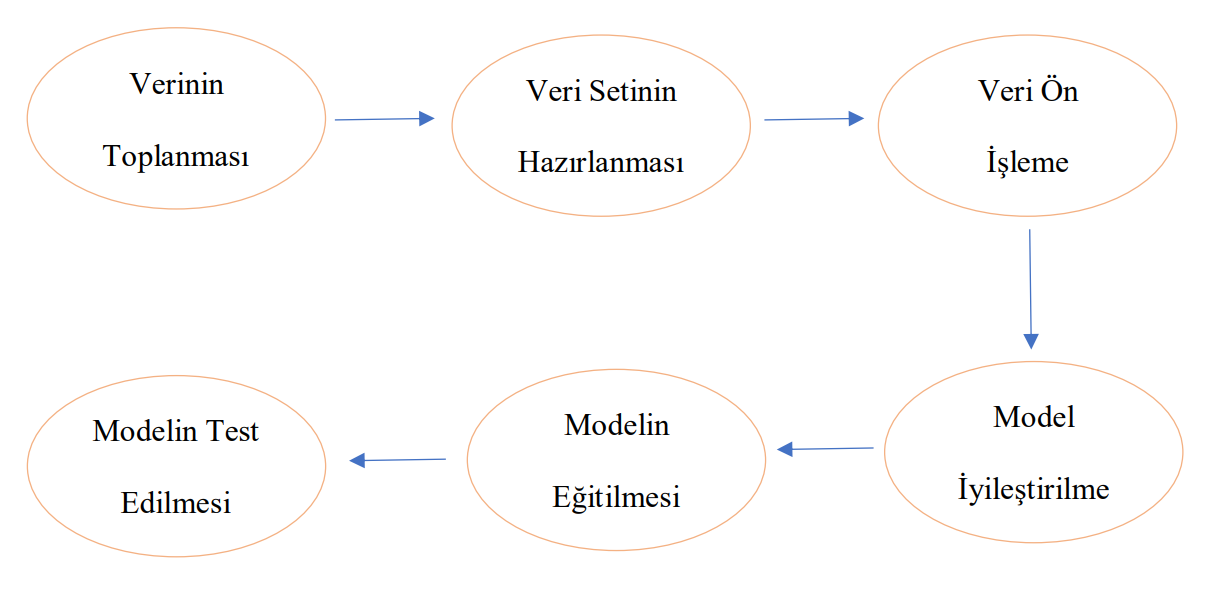 Verinin
Toplanması
Veri Setinin
Hazırlanması
Veri Ön
İşleme
Model
İyileştirilme
Modelin
Eğitilmesi
Modelin Test
Edilmesi